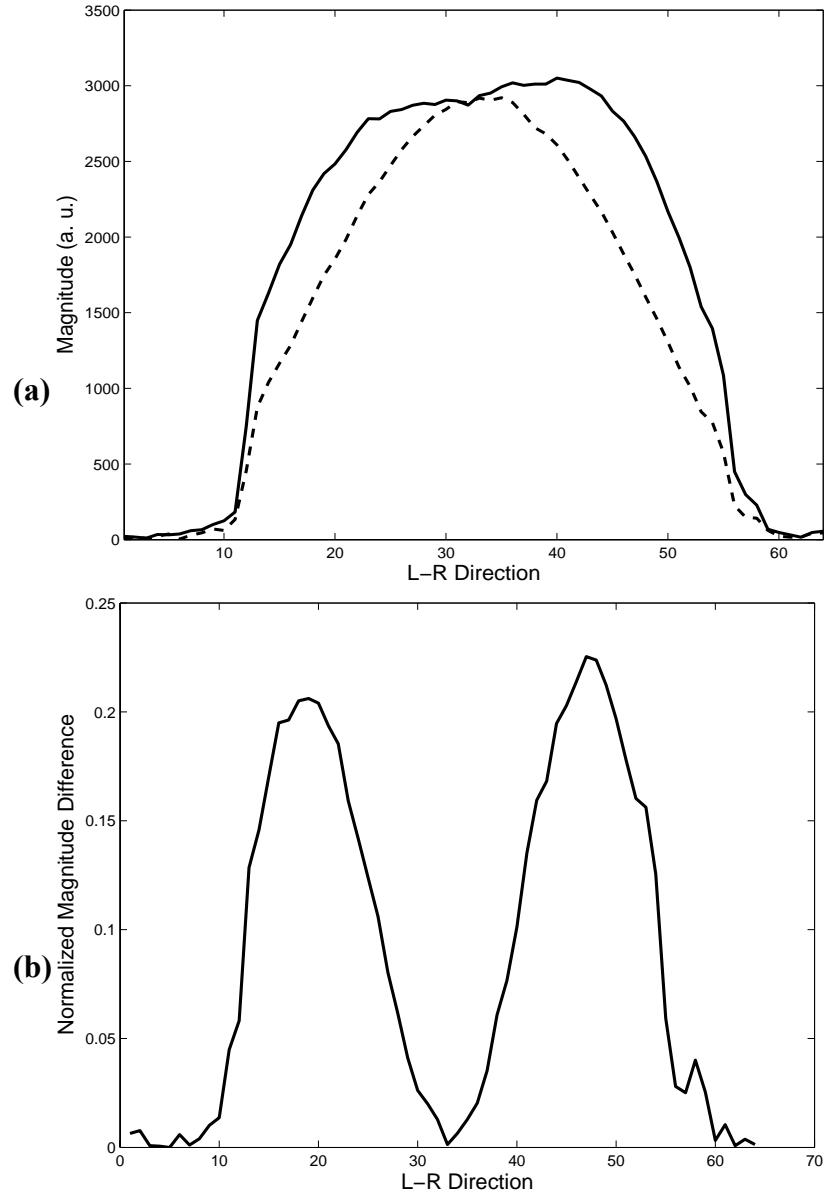 (a)
Magnitude (a. u.)
3500
3000
2500
2000
1500
1000
500
0
10 20 30 40 50 60
L−R Direction
(b)
Normalized Magnitude Difference
0.25
0.2
0.15
0.1
0.05
0
0 10 20 30 40 50 60 70
L−R Direction